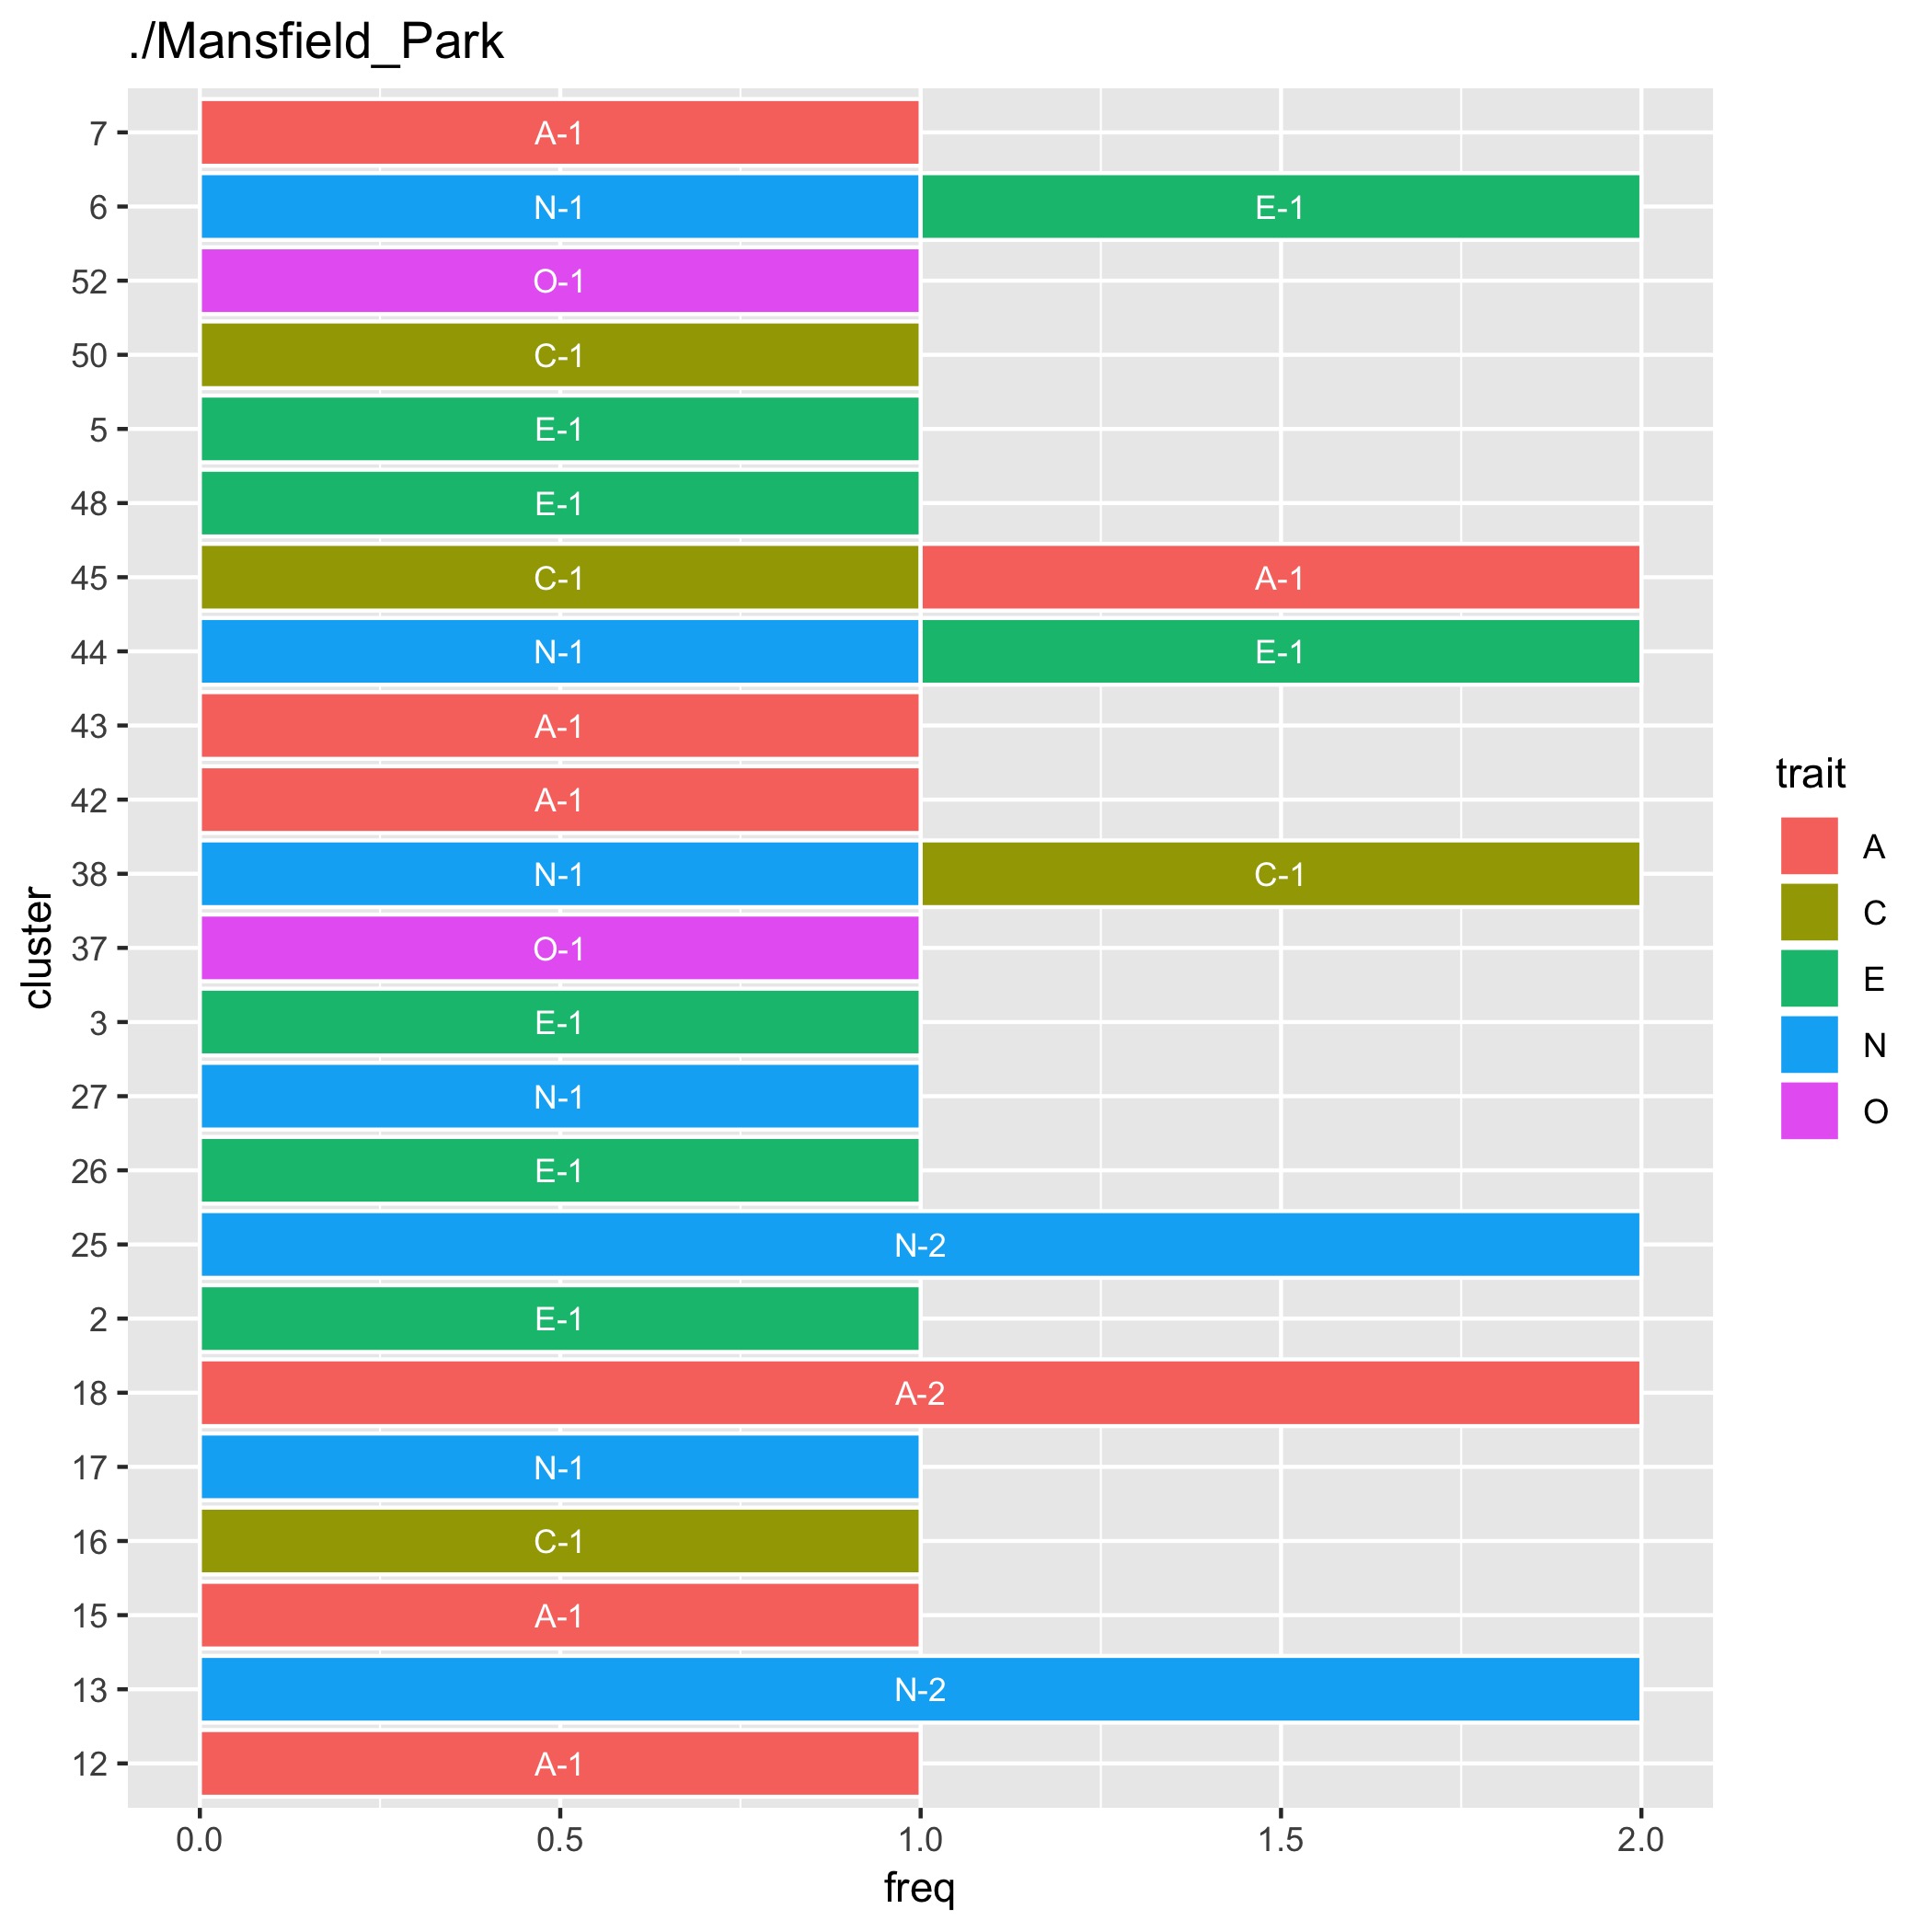 ./Mansfield_Park
7 A-1
6 N-1 E-1
52 O-1
50 C-1
5 E-1
48 E-1
45 C-1 A-1
44 N-1 E-1
43 A-1
42 A-1
38 N-1 C-1
37 O-1
3 E-1
27 N-1
26 E-1
25 N-2
2 E-1
18 A-2
17 N-1
16 C-1
15 A-1
13 N-2
12 A-1
0.0 0.5 1.0 1.5 2.0
freq
cluster
trait
A
C
E
N
O